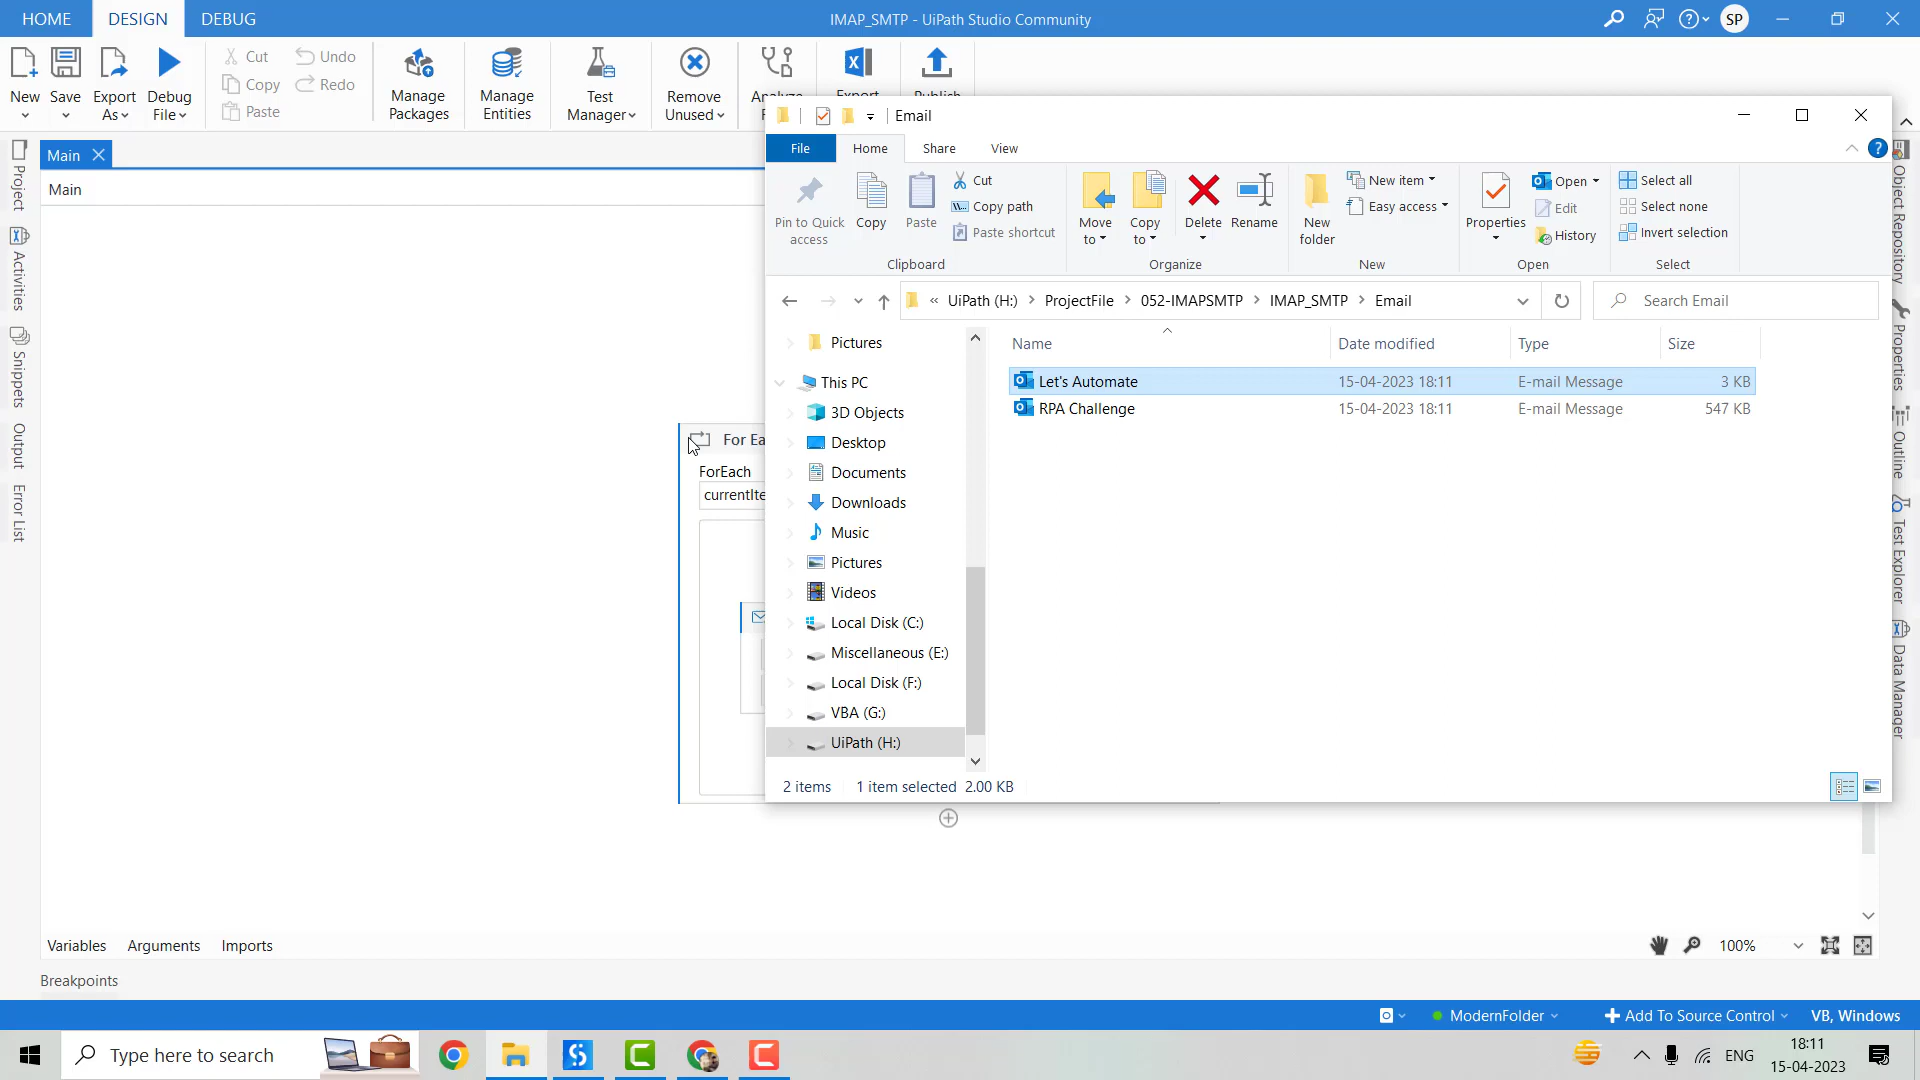 HOME
DESIGN
DEBUG
IMAP_SMTP - UiPath Studio Community
SP
New
Save
Export As
Debug File
Cut
Copy
Paste
Undo
Redo
Manage Packages
Manage Entities
Test Manager
Remove Unused
Analyze
Export
Publish
Main
Main
Project
Activities
Snippets
Output
Error List
Object Repository
Properties
Outline
Test Explorer
Data Manager
For Ea
ForEach
currentIte
Email
File
Home
Share
View
Pin to Quick access
Copy
Paste
Cut
Copy path
Paste shortcut
Clipboard
Move to
Copy to
Delete
Rename
Organize
New folder
New item
Easy access
New
Properties
Open
Edit
History
Open
Select all
Select none
Invert selection
Select
« UiPath (H:) > ProjectFile > 052-IMAPSMTP > IMAP_SMTP > Email
Search Email
Name
Date modified
Type
Size
Let's Automate 15-04-2023 18:11 E-mail Message 3 KB
RPA Challenge 15-04-2023 18:11 E-mail Message 547 KB
Pictures
This PC
3D Objects
Desktop
Documents
Downloads
Music
Pictures
Videos
Local Disk (C:)
Miscellaneous (E:)
Local Disk (F:)
VBA (G:)
UiPath (H:)
2 items 1 item selected 2.00 KB
Variables
Arguments
Imports
100%
Breakpoints
ModernFolder
Add To Source Control
VB, Windows
Type here to search
ENG
18:11
15-04-2023